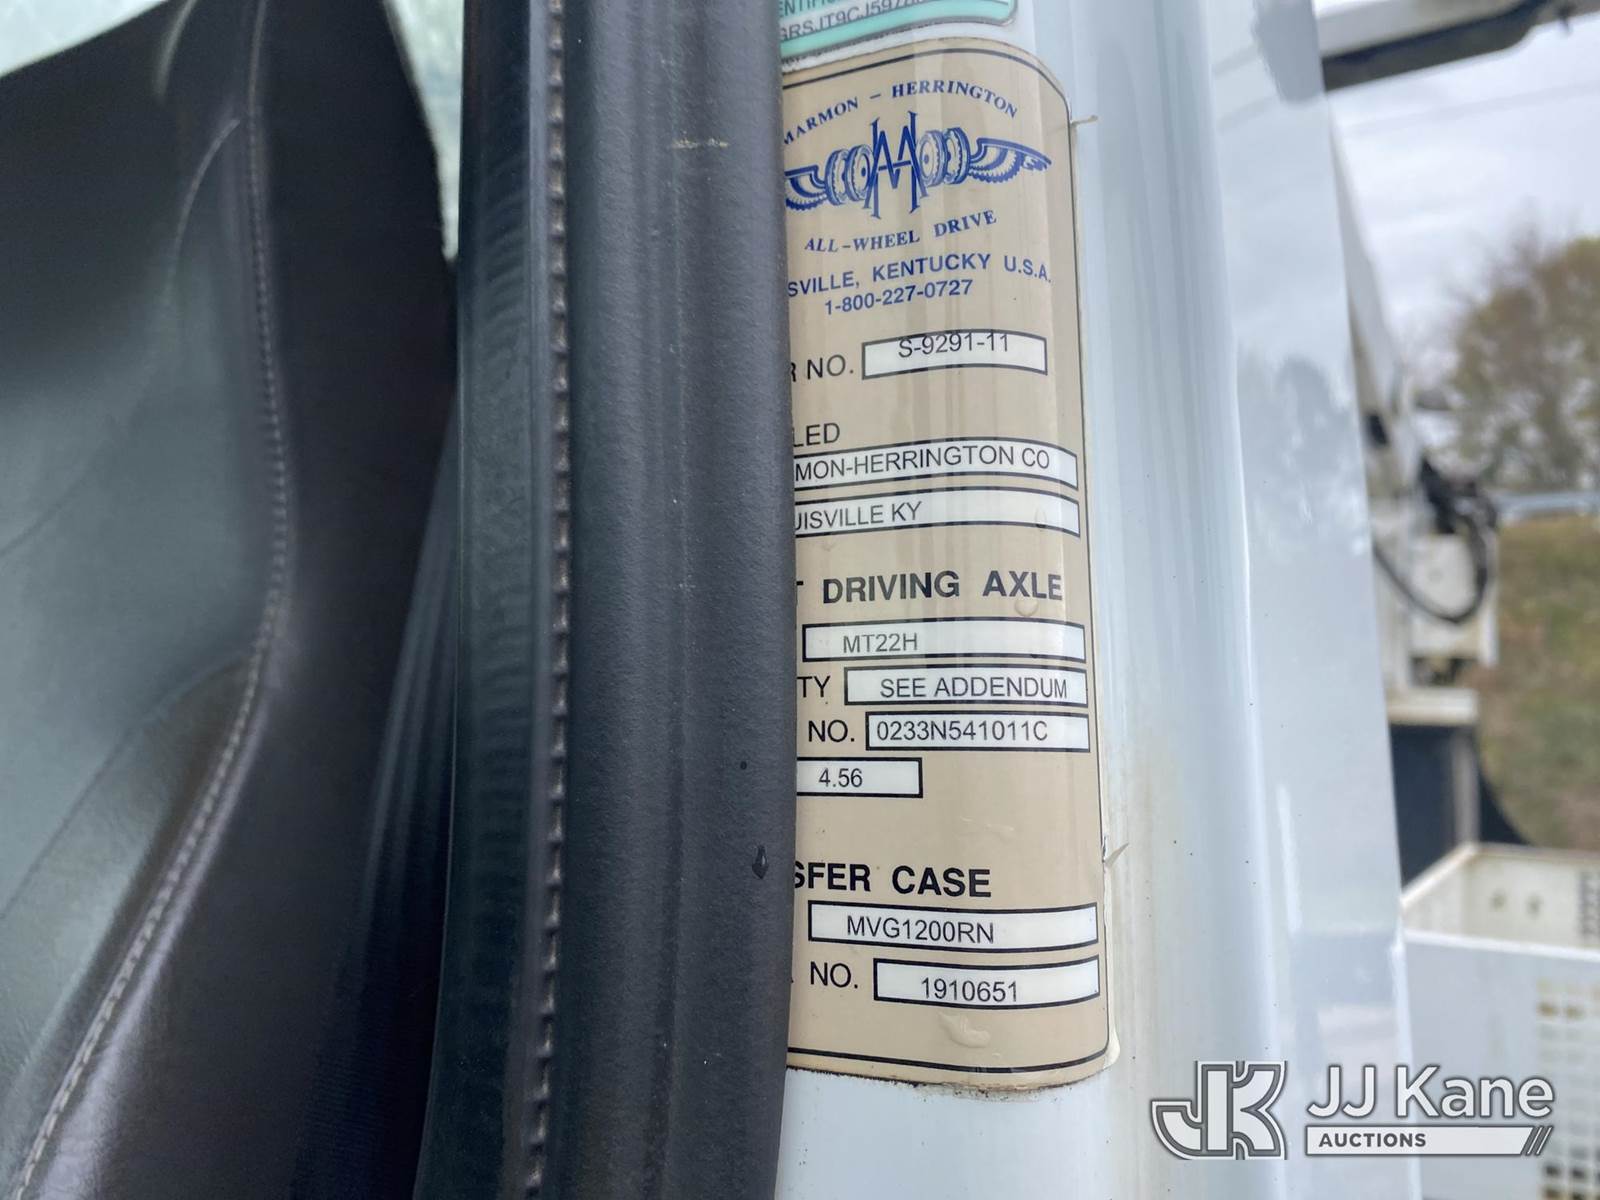 MARMON - HERRINGTON
ALL-WHEEL DRIVE
SVILLE, KENTUCKY U.S.A.
1-800-227-0727
R NO. S-9291-11
LED
MON-HERRINGTON CO
UISVILLE KY
T DRIVING AXLE
MT22H
TY SEE ADDENDUM
NO. 0233N541011C
4.56
SFER CASE
MVG1200RN
. NO. 1910651
JJ Kane
AUCTIONS